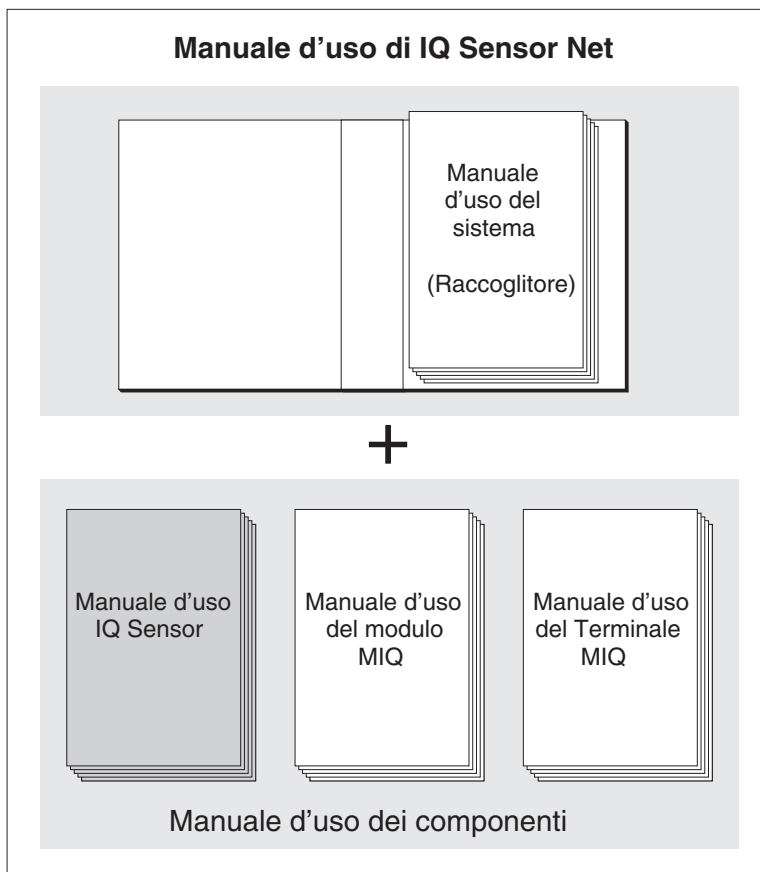 Manuale d’uso di IQ Sensor Net
Manuale
d’uso del
sistema
(Raccoglitore)
+
Manuale d’uso
IQ Sensor
Manuale d’uso
del modulo
MIQ
Manuale d’uso
del Terminale
MIQ
Manuale d’uso dei componenti